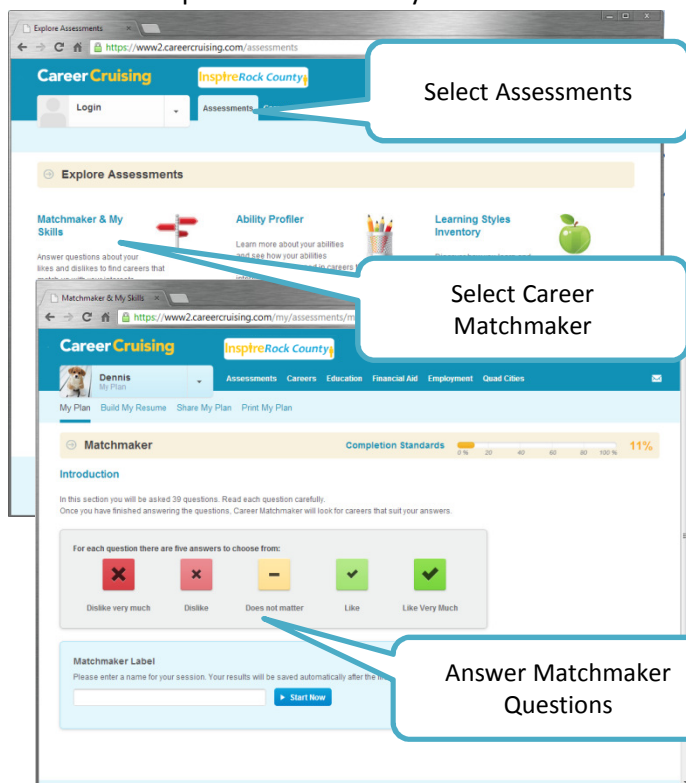 Explore Assessments
https://www2.careercruising.com/assessments
Career Cruising
InspireRock County
Login
Assessments
Select Assessments
Explore Assessments
Matchmaker & My Skills
Answer questions about your
likes and dislikes to find careers that
match up with your interests
Ability Profiler
Learn more about your abilities
and see how your abilities
in careers
Learning Styles
Inventory
Select Career
Matchmaker
Matchmaker & My Skills
https://www2.careercruising.com/my/assessments/m
Career Cruising
InspireRock County
Dennis
My Plan
Assessments Careers Education Financial Aid Employment Quad Cities
My Plan Build My Resume Share My Plan Print My Plan
Matchmaker
Completion Standards
0 % 20 40 60 80 100 %
11%
Introduction
In this section you will be asked 39 questions. Read each question carefully.
Once you have finished answering the questions, Career Matchmaker will look for careers that suit your answers.
For each question there are five answers to choose from:
Dislike very much Dislike Does not matter Like Like Very Much
Matchmaker Label
Please enter a name for your session. Your results will be saved automatically after the
Start Now
Answer Matchmaker
Questions